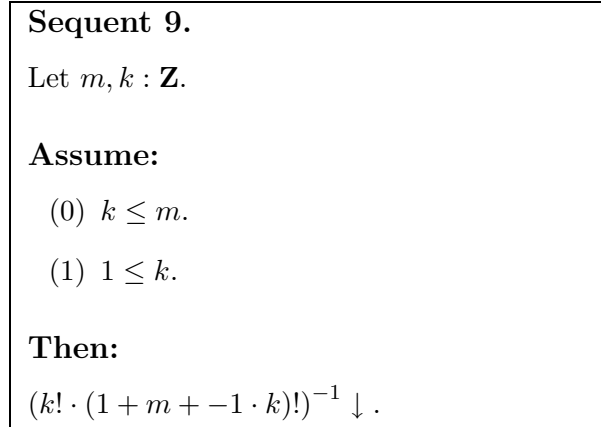 Sequent 9.
Let m, k : Z.
Assume:
(0) k ≤ m.
(1) 1 ≤ k.
Then:
(k! · (1 + m + −1 · k)!)⁻¹ ↓ .